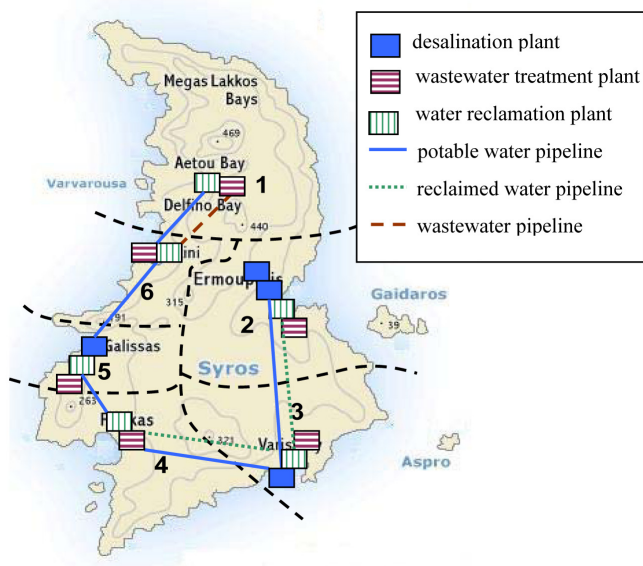 desalination plant
wastewater treatment plant
water reclamation plant
potable water pipeline
reclaimed water pipeline
wastewater pipeline
Megas Lakkos
Bays
469
Aetou Bay
1
Varvarousa
Delfino Bay
440
ini
Ermoup
is
6
315
Gaidaros
39
191
2
Galissas
Syros
5
263
3
kas
321
Varis
Aspro
4